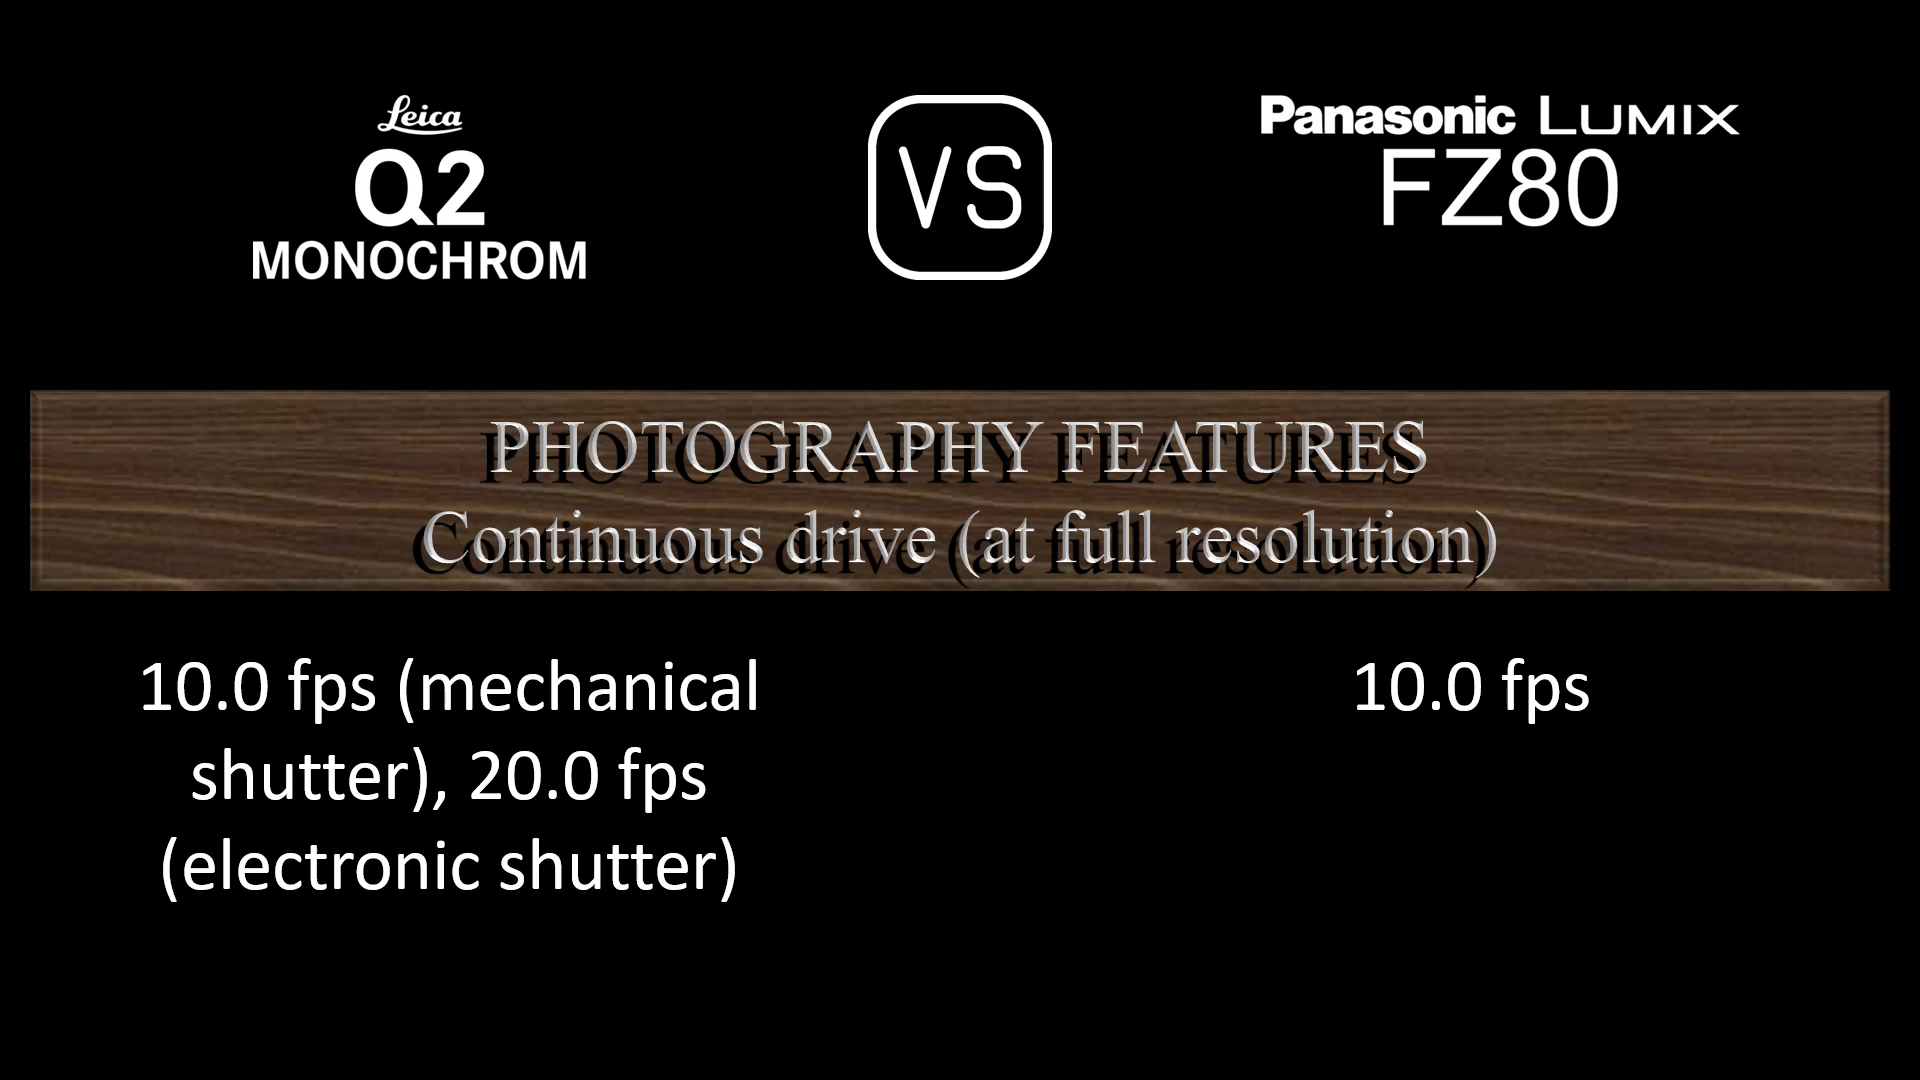 Leica
Q2
MONOCHROM
VS
Panasonic LUMIX
FZ80
PHOTOGRAPHY FEATURES
Continuous drive (at full resolution)
10.0 fps (mechanical
shutter), 20.0 fps
(electronic shutter)
10.0 fps